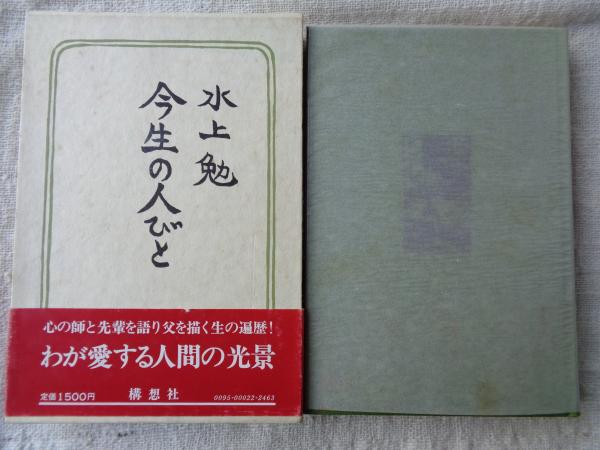 水上勉
今生の人びと
心の師と先輩を語り父を描く生の遍歴!
わが愛する人間の光景
定価1500円
構想社
0095-00022-2463